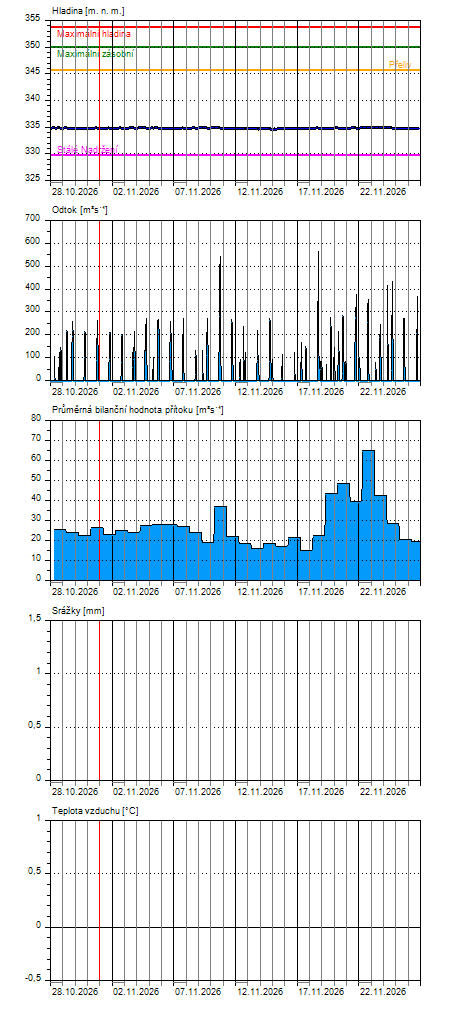 Hladina [m. n. m.]
355
Maximální hladina
350
Maximální zásobní
345
Přeliv
340
335
330
Stálé Nadržení
325
28.10.2026 02.11.2026 07.11.2026 12.11.2026 17.11.2026 22.11.2026
Odtok [m³s⁻¹]
700
600
500
400
300
200
100
0
28.10.2026 02.11.2026 07.11.2026 12.11.2026 17.11.2026 22.11.2026
Průměrná bilanční hodnota přítoku [m³s⁻¹]
80
70
60
50
40
30
20
10
0
28.10.2026 02.11.2026 07.11.2026 12.11.2026 17.11.2026 22.11.2026
Srážky [mm]
1,5
1
0,5
0
28.10.2026 02.11.2026 07.11.2026 12.11.2026 17.11.2026 22.11.2026
Teplota vzduchu [°C]
1
0,5
0
-0,5
28.10.2026 02.11.2026 07.11.2026 12.11.2026 17.11.2026 22.11.2026